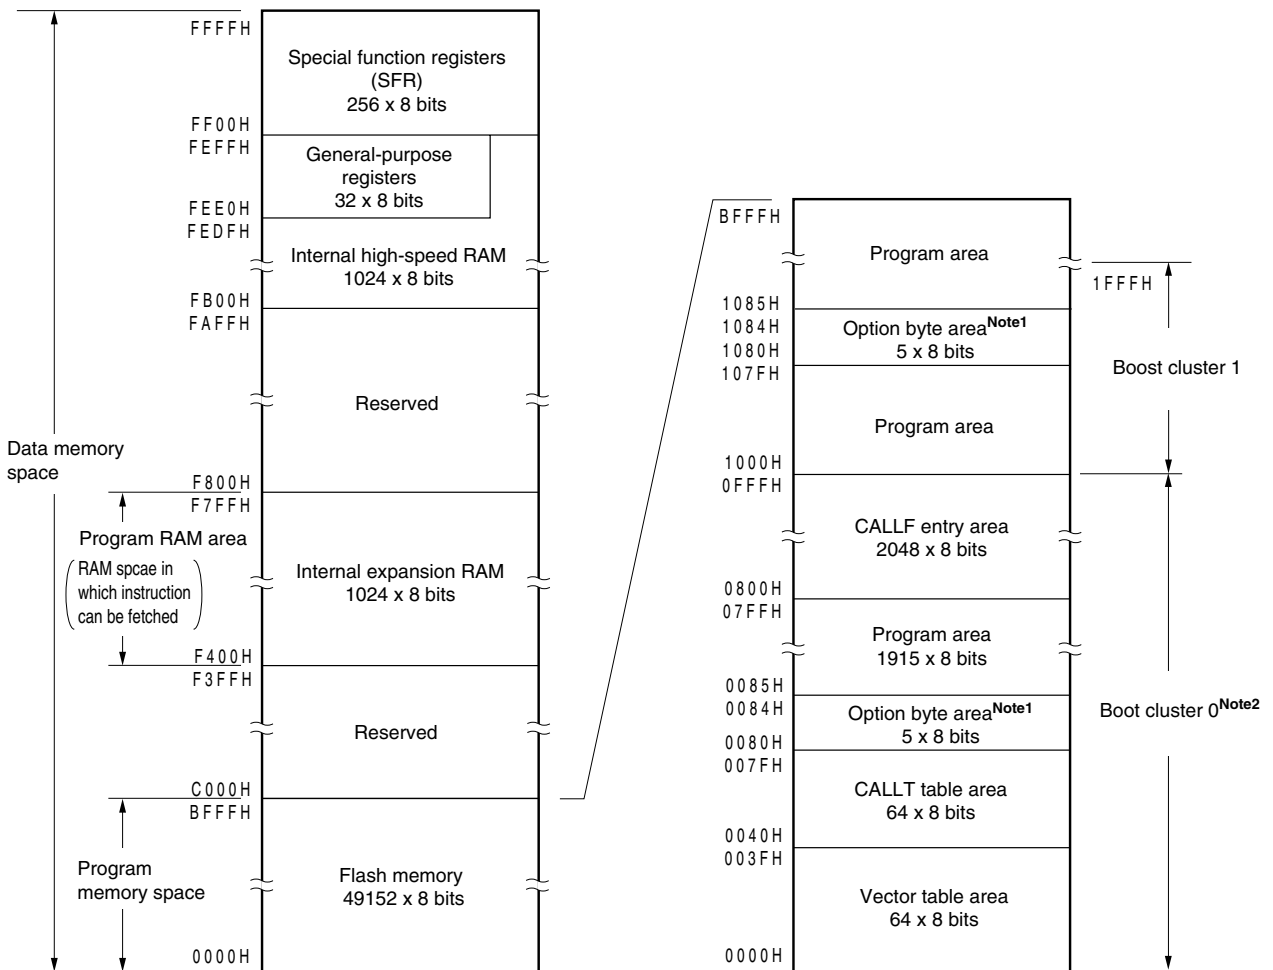 FFFFH
Special function registers
(SFR)
256 x 8 bits
FF00H
FEFFH
General-purpose
registers
32 x 8 bits
FEE0H
FEDFH
Internal high-speed RAM
1024 x 8 bits
FB00H
FAFFH
Reserved
Data memory
space
F800H
F7FFH
Program RAM area
RAM spcae in
which instruction
can be fetched
Internal expansion RAM
1024 x 8 bits
F400H
F3FFH
Reserved
C000H
BFFFH
Program
memory space
Flash memory
49152 x 8 bits
0000H
BFFFH
Program area
1FFFH
1085H
1084H
Option byte areaNote1
5 x 8 bits
1080H
107FH
Boost cluster 1
Program area
1000H
0FFFH
CALLF entry area
2048 x 8 bits
0800H
07FFH
Program area
1915 x 8 bits
0085H
0084H
Option byte areaNote1
5 x 8 bits
Boot cluster 0Note2
0080H
007FH
CALLT table area
64 x 8 bits
0040H
003FH
Vector table area
64 x 8 bits
0000H